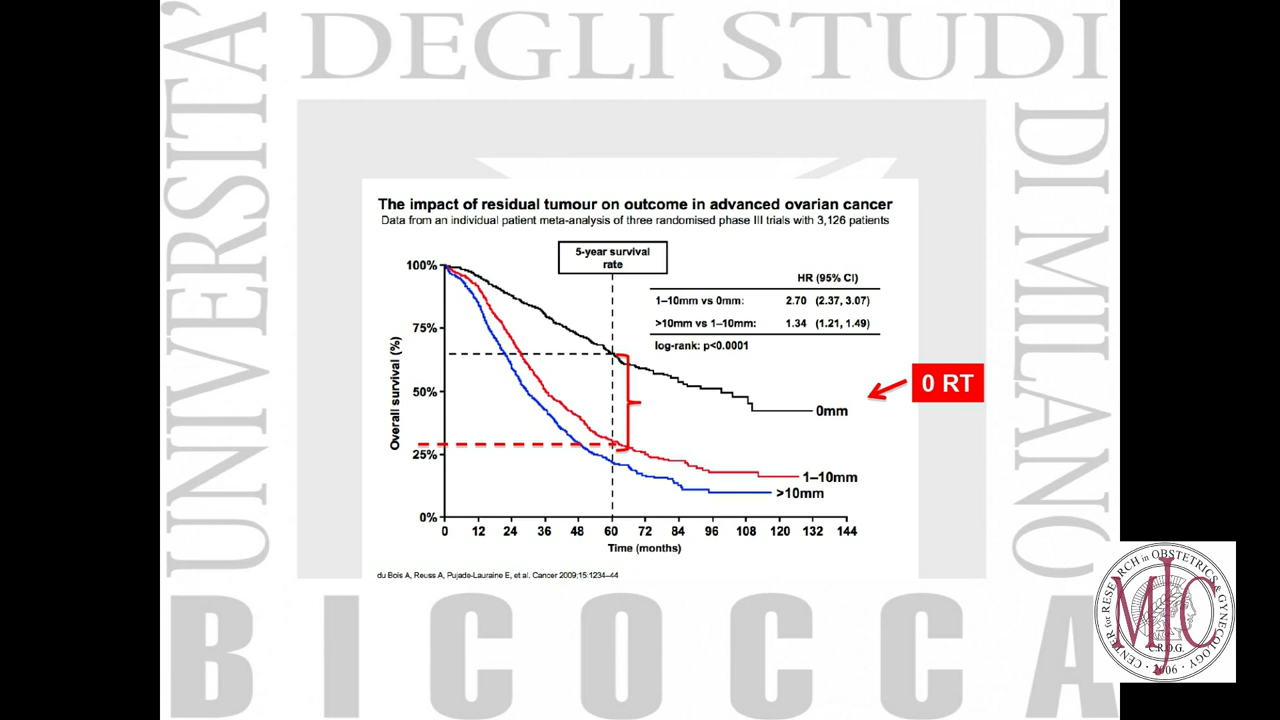 UNIVERSITA'
DEGLI STUDI
DI MILANO
BICOCCA
The impact of residual tumour on outcome in advanced ovarian cancer
Data from an individual patient meta-analysis of three randomised phase III trials with 3,126 patients
5-year survival
rate
HR (95% CI)
1–10mm vs 0mm: 2.70 (2.37, 3.07)
>10mm vs 1–10mm: 1.34 (1.21, 1.49)
log-rank: p<0.0001
Overall survival (%)
100%
75%
50%
25%
0%
0 RT
0mm
1–10mm
>10mm
0 12 24 36 48 60 72 84 96 108 120 132 144
Time (months)
du Bois A, Reuss A, Pujade-Lauraine E, et al. Cancer 2009;15:1234–44
CENTER for RESEARCH in OBSTETRICS & GYNECOLOGY
MJC
C.R.D.G.
2006